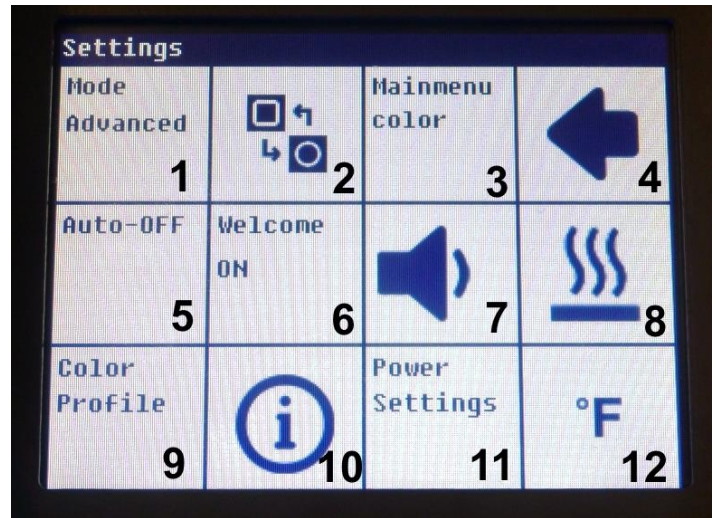 Settings
Mode
Advanced
1
2
Mainmenu
color
3
4
Auto-OFF
5
Welcome
ON
6
7
8
Color
Profile
9
i
10
Power
Settings
11
°F
12